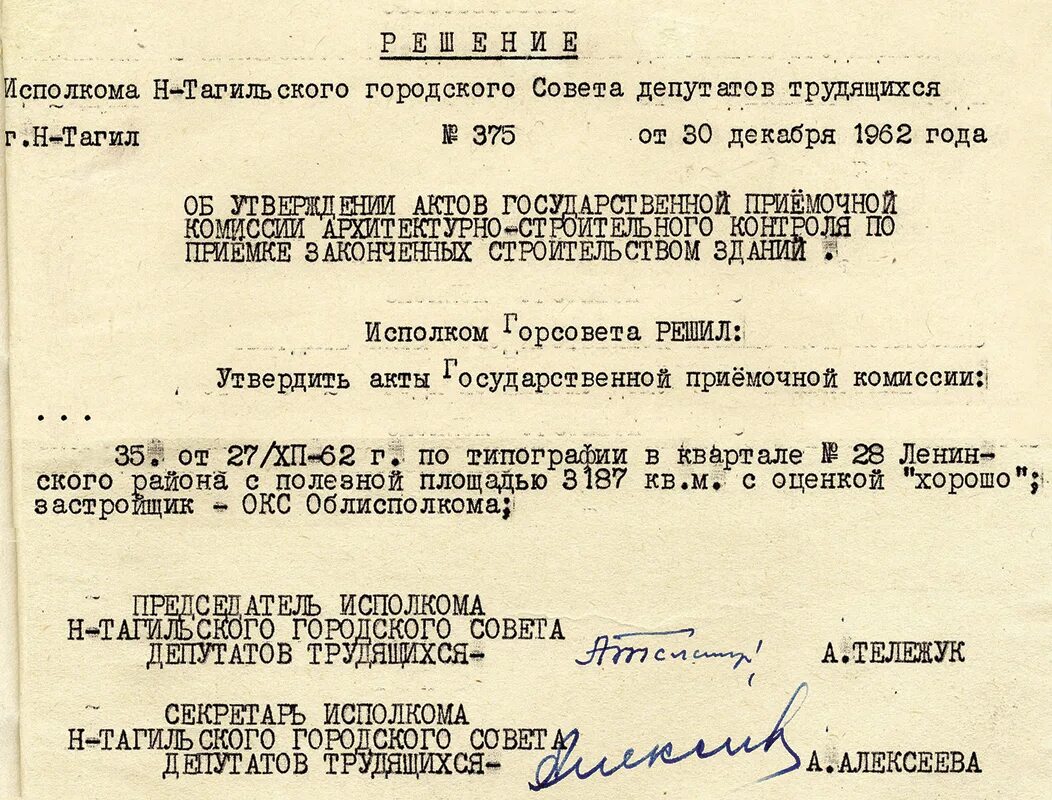 РЕШЕНИЕ
Исполкома Н-Тагильского городского Совета депутатов трудящихся
г.Н-Тагил № 375 от 30 декабря 1962 года
ОБ УТВЕРЖДЕНИИ АКТОВ ГОСУДАРСТВЕННОЙ ПРИЁМОЧНОЙ
КОМИССИИ АРХИТЕКТУРНО-СТРОИТЕЛЬНОГО КОНТРОЛЯ ПО
ПРИЕМКЕ ЗАКОНЧЕННЫХ СТРОИТЕЛЬСТВОМ ЗДАНИЙ .
Исполком Горсовета РЕШИЛ:
Утвердить акты Государственной приёмочной комиссии:
...
35. от 27/ХП-62 г. по типографии в квартале № 28 Ленин-
ского района с полезной площадью 3187 кв.м. с оценкой "хорошо";
застройщик - ОКС Облисполкома;
ПРЕДСЕДАТЕЛЬ ИСПОЛКОМА
Н-ТАГИЛЬСКОГО ГОРОДСКОГО СОВЕТА
ДЕПУТАТОВ ТРУДЯЩИХСЯ- А.ТЕЛЕЖУК
СЕКРЕТАРЬ ИСПОЛКОМА
Н-ТАГИЛЬСКОГО ГОРОДСКОГО СОВЕТА
ДЕПУТАТОВ ТРУДЯЩИХСЯ- А.АЛЕКСЕЕВА